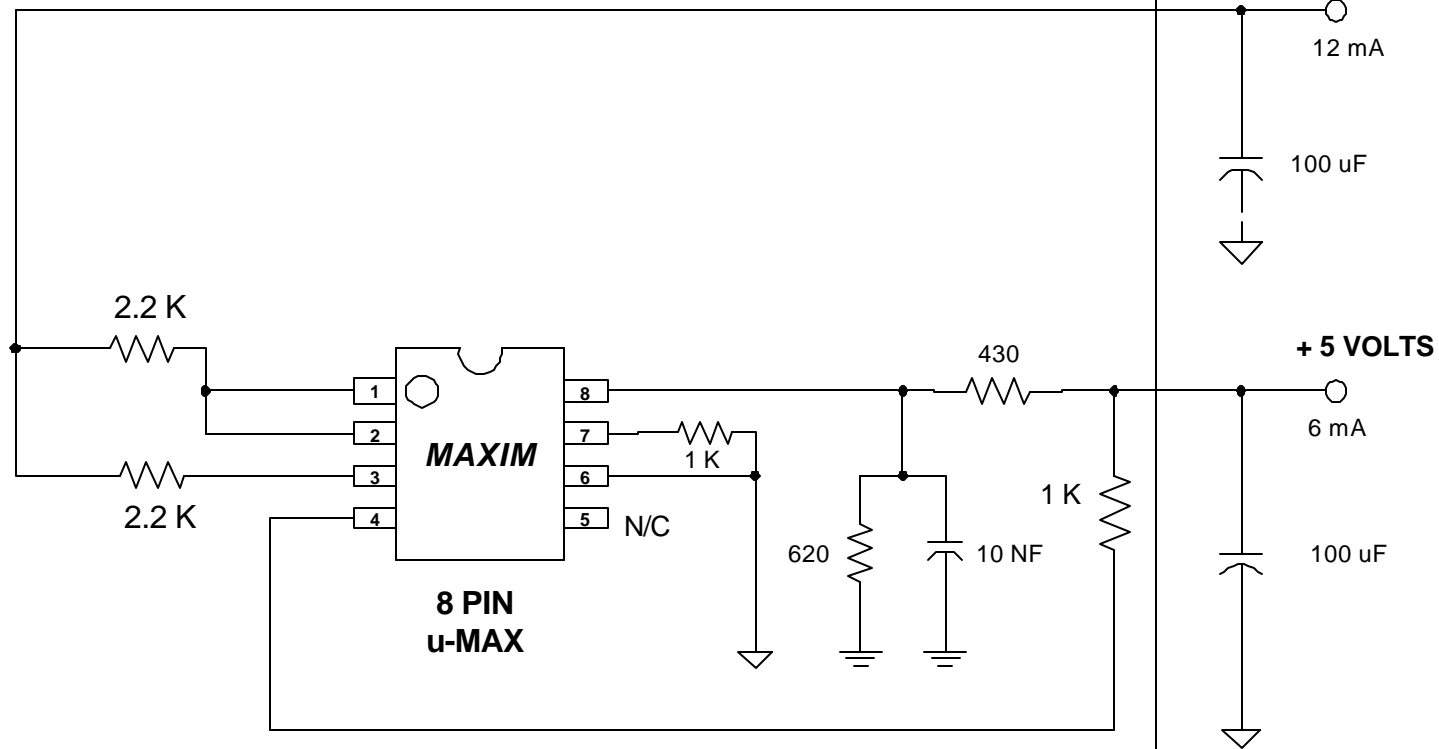 12 mA
100 uF
2.2 K
430
+ 5 VOLTS
1
8
6 mA
2
MAXIM
7
1 K
3
6
1 K
2.2 K
4
5
N/C
620
10 NF
100 uF
8 PIN
u-MAX